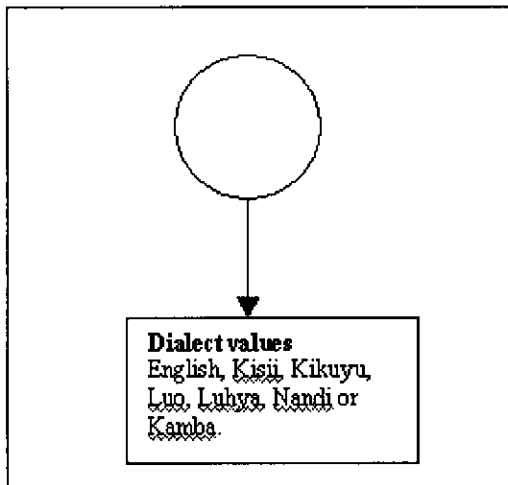 Dialect values
English, Kisii, Kikuyu,
Luo, Luhya, Nandi or
Kamba.